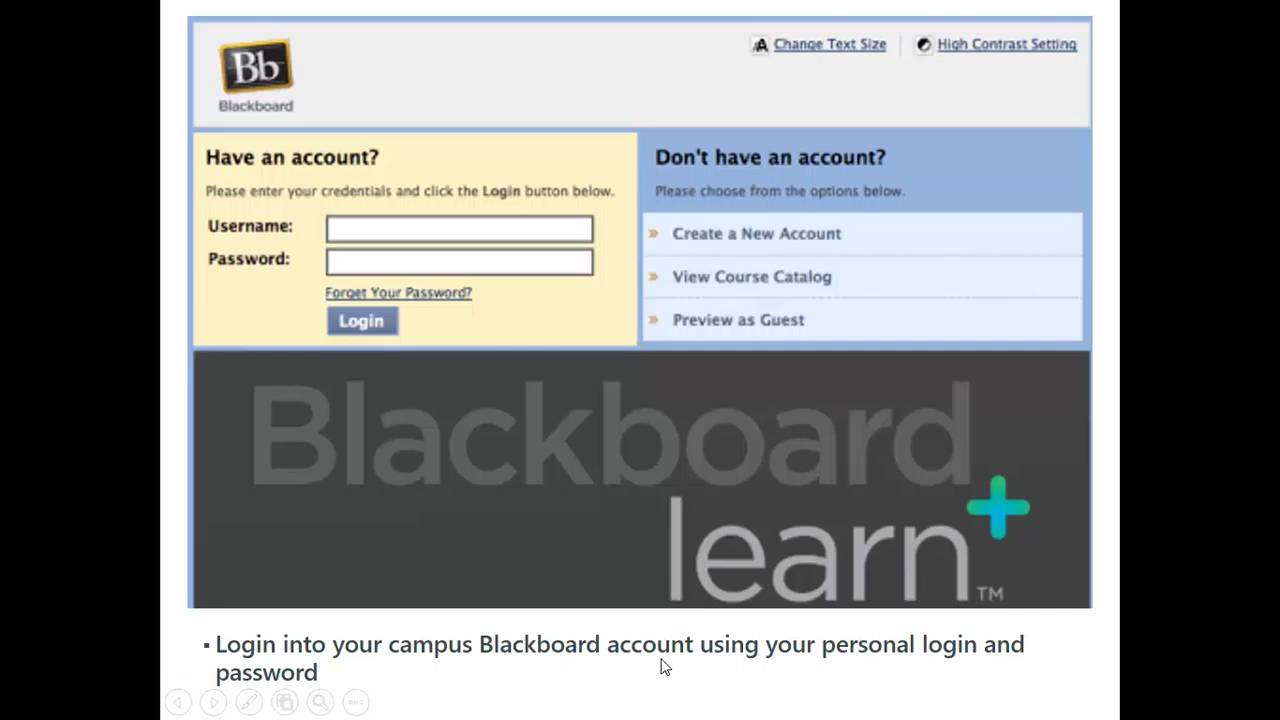 Bb
Blackboard
Change Text Size
High Contrast Setting
Have an account?
Please enter your credentials and click the Login button below.
Username:
Password:
Forget Your Password?
Login
Don't have an account?
Please choose from the options below.
» Create a New Account
» View Course Catalog
» Preview as Guest
Blackboard
learn+™
▪ Login into your campus Blackboard account using your personal login and
password